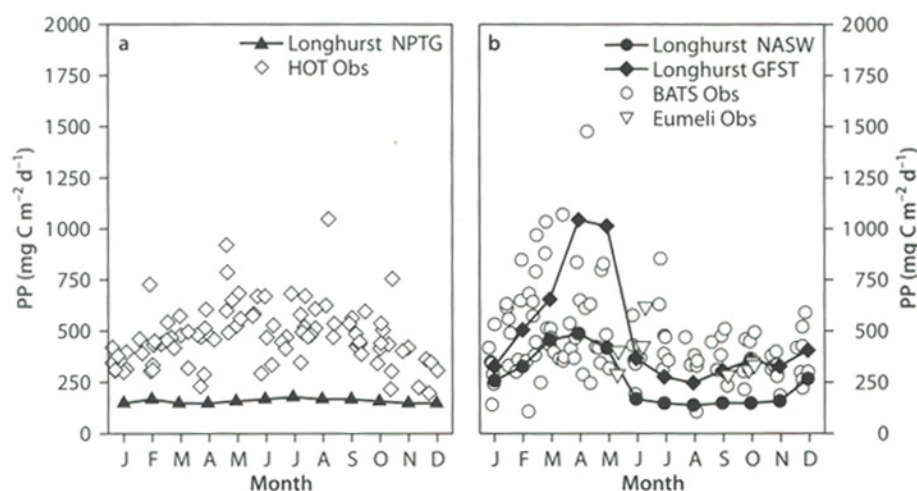 a
Longhurst NPTG
HOT Obs
2000
1750
1500
1250
1000
750
500
250
0
PP (mg C m⁻² d⁻¹)
J F M A M J J A S O N D
Month
b
Longhurst NASW
Longhurst GFST
BATS Obs
Eumeli Obs
J F M A M J J A S O N D
Month
2000
1750
1500
1250
1000
750
500
250
0
PP (mg C m⁻² d⁻¹)